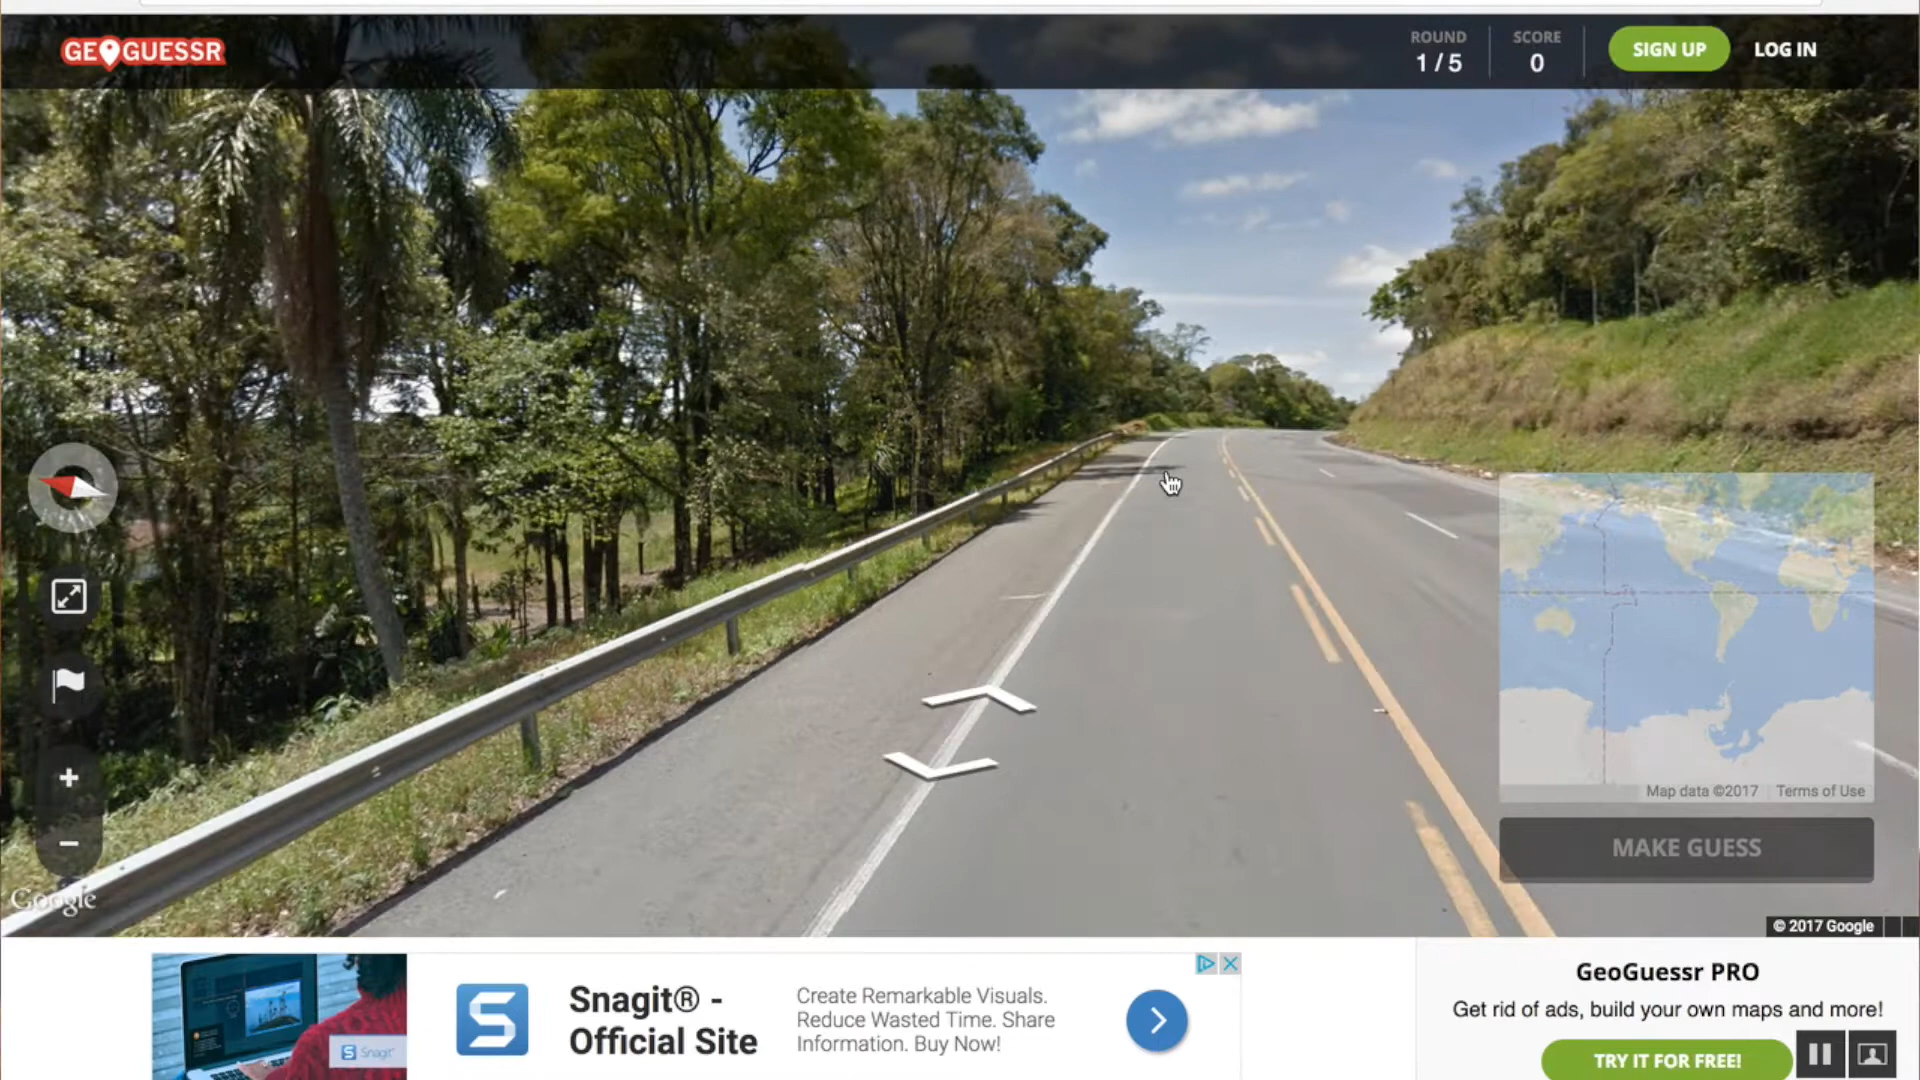 GEOGUESSR
ROUND
1 / 5
SCORE
0
SIGN UP
LOG IN
Map data ©2017
Terms of Use
MAKE GUESS
Google
© 2017 Google
Snagit® -
Official Site
Create Remarkable Visuals.
Reduce Wasted Time. Share
Information. Buy Now!
S Snagit
GeoGuessr PRO
Get rid of ads, build your own maps and more!
TRY IT FOR FREE!